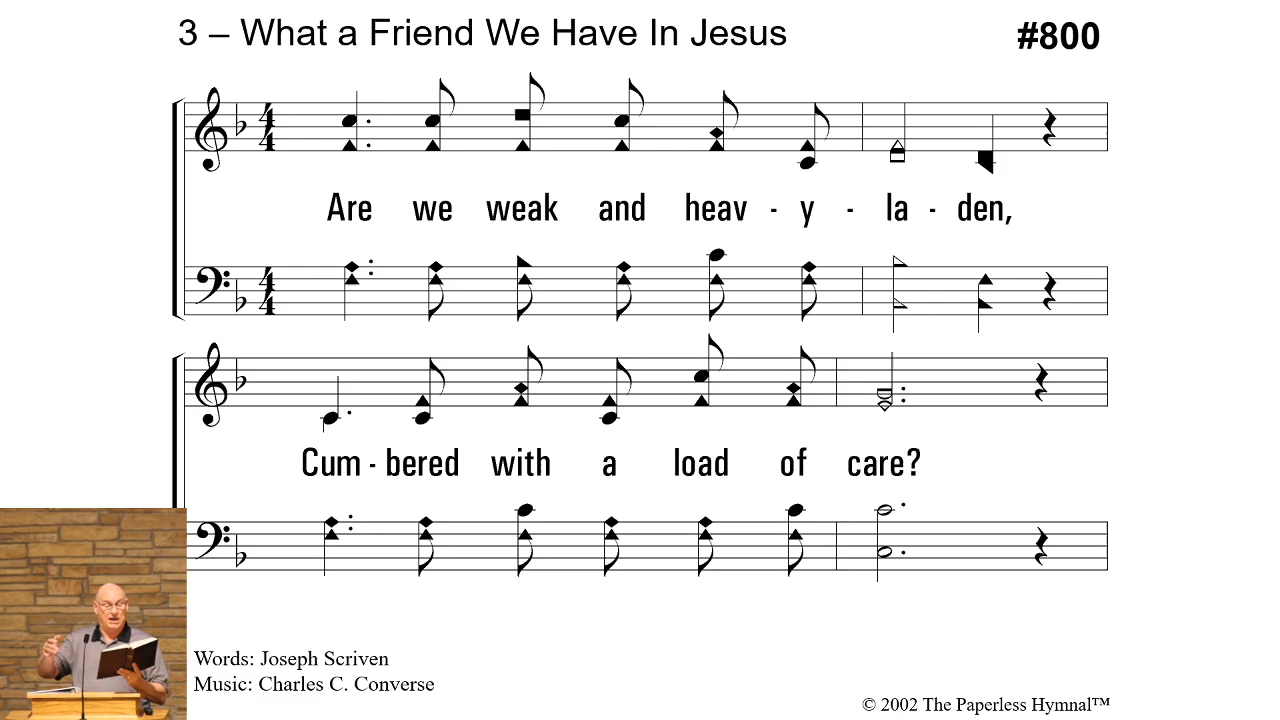 3 – What a Friend We Have In Jesus
#800
Are we weak and heav - y - la - den,
Cum - bered with a load of care?
Words: Joseph Scriven
Music: Charles C. Converse
© 2002 The Paperless Hymnal™